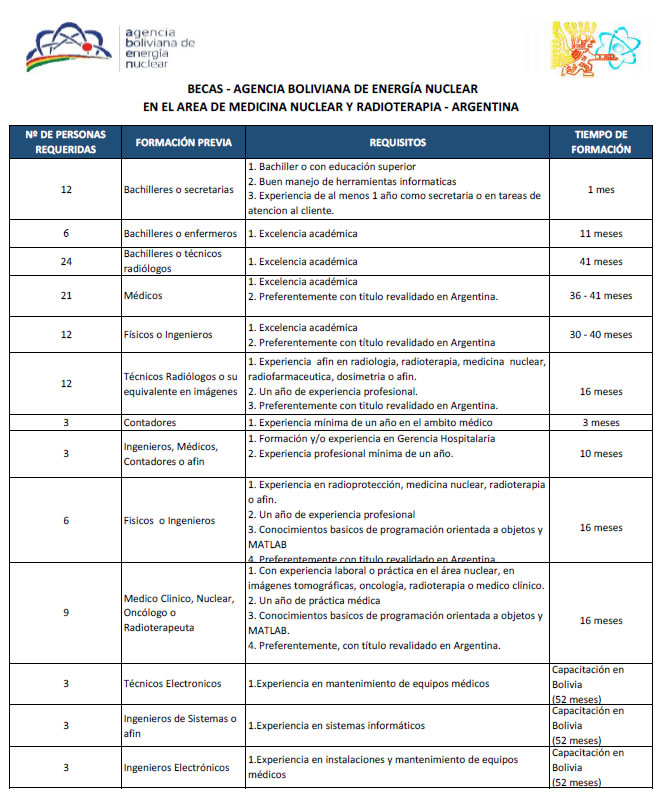 agencia
boliviana de
energía
nuclear
BECAS - AGENCIA BOLIVIANA DE ENERGÍA NUCLEAR
EN EL AREA DE MEDICINA NUCLEAR Y RADIOTERAPIA - ARGENTINA
Nº DE PERSONAS
REQUERIDAS
FORMACIÓN PREVIA
REQUISITOS
TIEMPO DE
FORMACIÓN
12
Bachilleres o secretarias
1. Bachiller o con educación superior
2. Buen manejo de herramientas informaticas
3. Experiencia de al menos 1 año como secretaria o en tareas de
atencion al cliente.
1 mes
6
Bachilleres o enfermeros
1. Excelencia académica
11 meses
24
Bachilleres o técnicos
radiólogos
1. Excelencia académica
41 meses
21
Médicos
1. Excelencia académica
2. Preferentemente con titulo revalidado en Argentina.
36 - 41 meses
12
Físicos o Ingenieros
1. Excelencia académica
2. Preferentemente con título revalidado en Argentina
30 - 40 meses
12
Técnicos Radiólogos o su
equivalente en imágenes
1. Experiencia afin en radiologia, radioterapia, medicina nuclear,
radiofarmaceutica, dosimetria o afin.
2. Un año de experiencia profesional.
3. Preferentemente con titulo revalidado en Argentina.
16 meses
3
Contadores
1. Experiencia mínima de un año en el ambito médico
3 meses
3
Ingenieros, Médicos,
Contadores o afin
1. Formación y/o experiencia en Gerencia Hospitalaria
2. Experiencia profesional mínima de un año.
10 meses
6
Fisicos o Ingenieros
1. Experiencia en radioprotección, medicina nuclear, radioterapia
o afin.
2. Un año de experiencia profesional
3. Conocimientos basicos de programación orientada a objetos y
MATLAB
4. Preferentemente con titulo revalidado en Argentina
16 meses
9
Medico Clinico, Nuclear,
Oncólogo o
Radioterapeuta
1. Con experiencia laboral o práctica en el área nuclear, en
imágenes tomográficas, oncología, radioterapia o medico clínico.
2. Un año de práctica médica
3. Conocimientos basicos de programación orientada a objetos y
MATLAB.
4. Preferentemente, con título revalidado en Argentina.
16 meses
3
Técnicos Electronicos
1.Experiencia en mantenimiento de equipos médicos
Capacitación en
Bolivia
(52 meses)
3
Ingenieros de Sistemas o
afin
1.Experiencia en sistemas informáticos
Capacitación en
Bolivia
(52 meses)
3
Ingenieros Electrónicos
1.Experiencia en instalaciones y mantenimiento de equipos
médicos
Capacitación en
Bolivia
(52 meses)